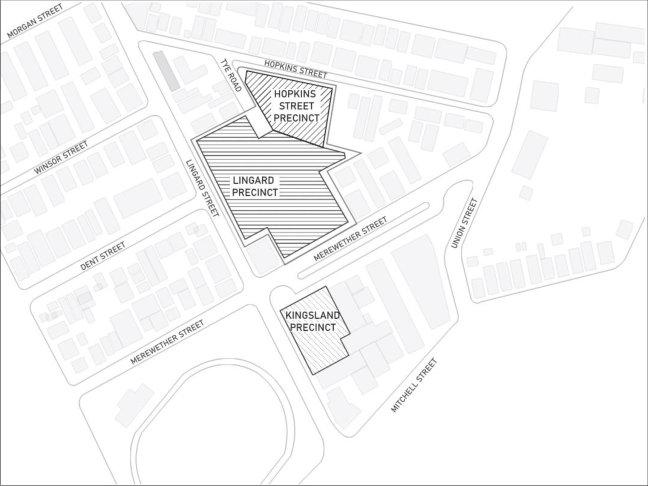 MORGAN STREET
TYE ROAD
HOPKINS STREET
HOPKINS
STREET
PRECINCT
WINSOR STREET
LINGARD STREET
LINGARD
PRECINCT
MEREWETHER STREET
UNION STREET
DENT STREET
KINGSLAND
PRECINCT
MEREWETHER STREET
MITCHELL STREET